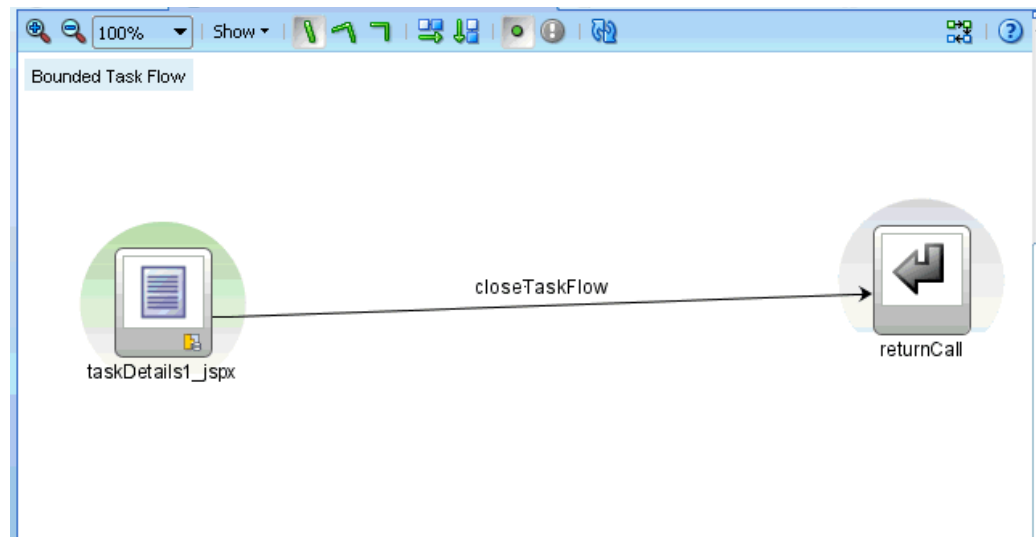 100% Show
Bounded Task Flow
closeTaskFlow
taskDetails1_jspx
returnCall